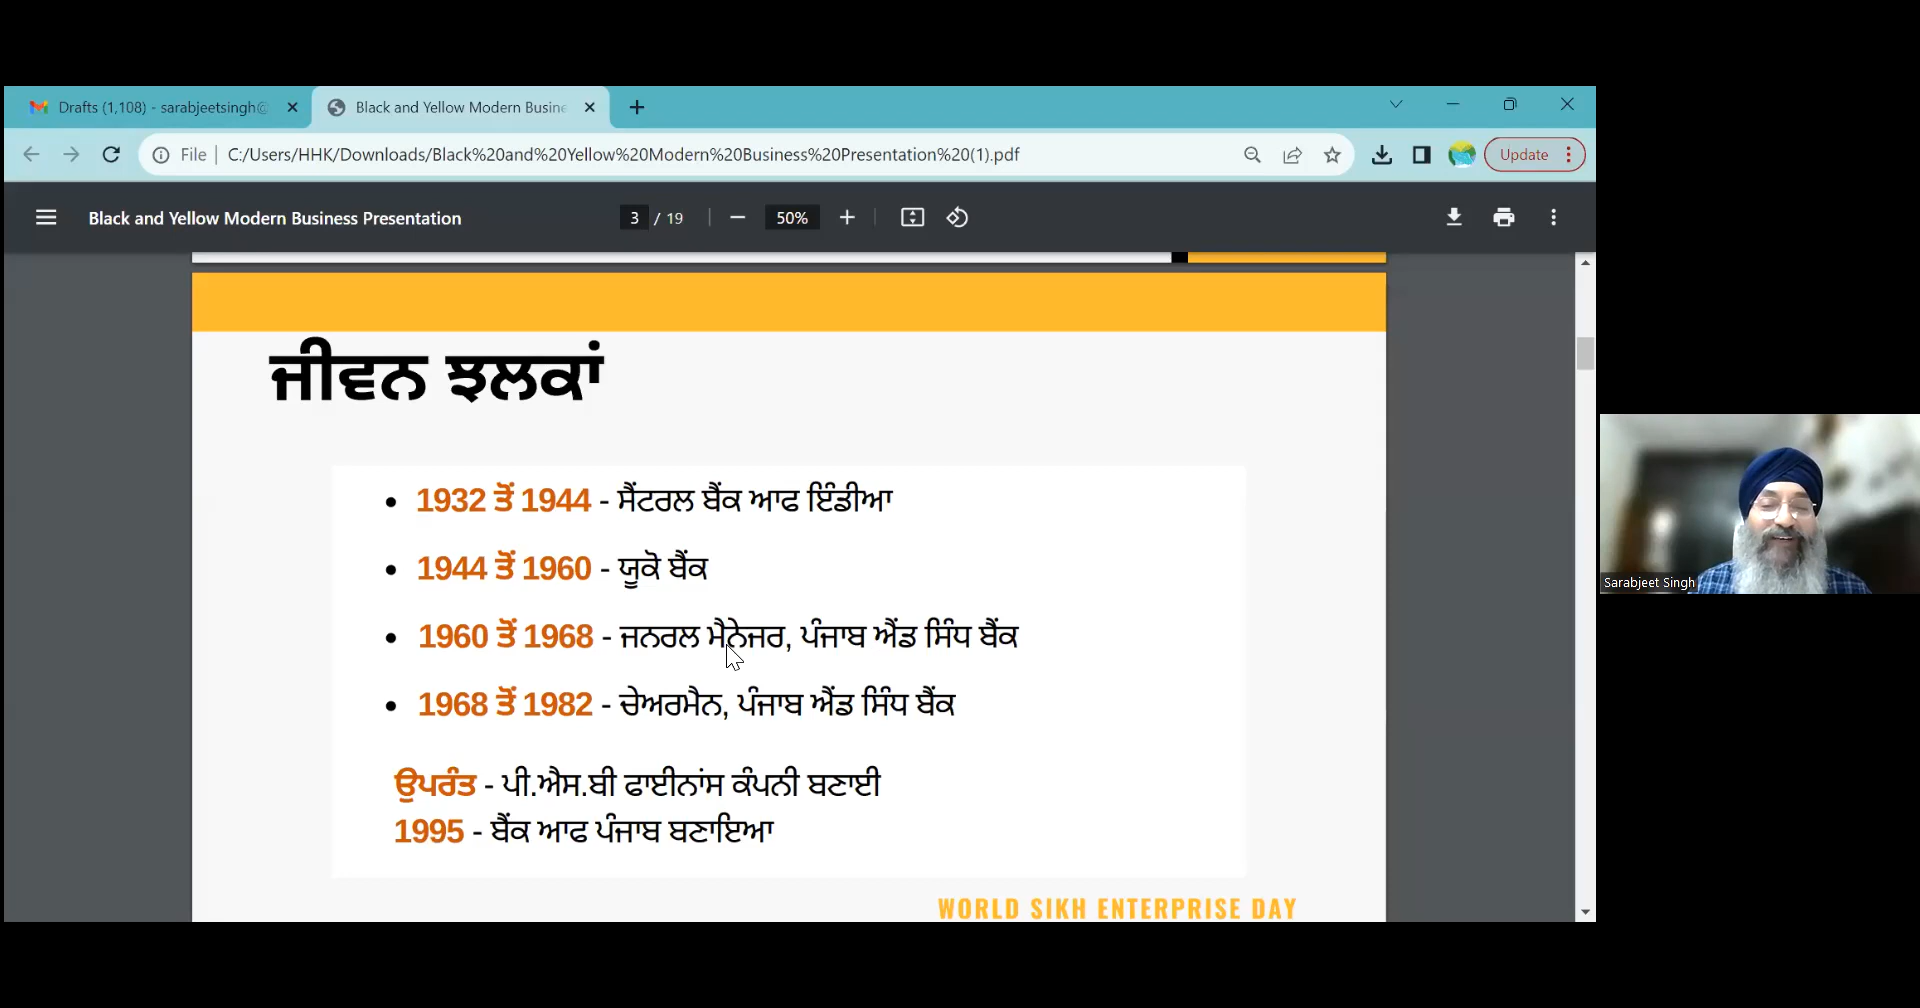 Drafts (1,108) - sarabjeetsingh@
Black and Yellow Modern Busine
File
C:/Users/HHK/Downloads/Black%20and%20Yellow%20Modern%20Business%20Presentation%20(1).pdf
Update
Black and Yellow Modern Business Presentation
3 / 19
50%
ਜੀਵਨ ਝਲਕਾਂ
• 1932 ਤੋਂ 1944 - ਸੈਂਟਰਲ ਬੈਂਕ ਆਫ ਇੰਡੀਆ
• 1944 ਤੋਂ 1960 - ਯੂਕੋ ਬੈਂਕ
• 1960 ਤੋਂ 1968 - ਜਨਰਲ ਮੈਨੇਜਰ, ਪੰਜਾਬ ਐਂਡ ਸਿੰਧ ਬੈਂਕ
• 1968 ਤੋਂ 1982 - ਚੇਅਰਮੈਨ, ਪੰਜਾਬ ਐਂਡ ਸਿੰਧ ਬੈਂਕ
ਉਪਰੰਤ - ਪੀ.ਐਸ.ਬੀ ਫਾਈਨਾਂਸ ਕੰਪਨੀ ਬਣਾਈ
1995 - ਬੈਂਕ ਆਫ ਪੰਜਾਬ ਬਣਾਇਆ
WORLD SIKH ENTERPRISE DAY
Sarabjeet Singh